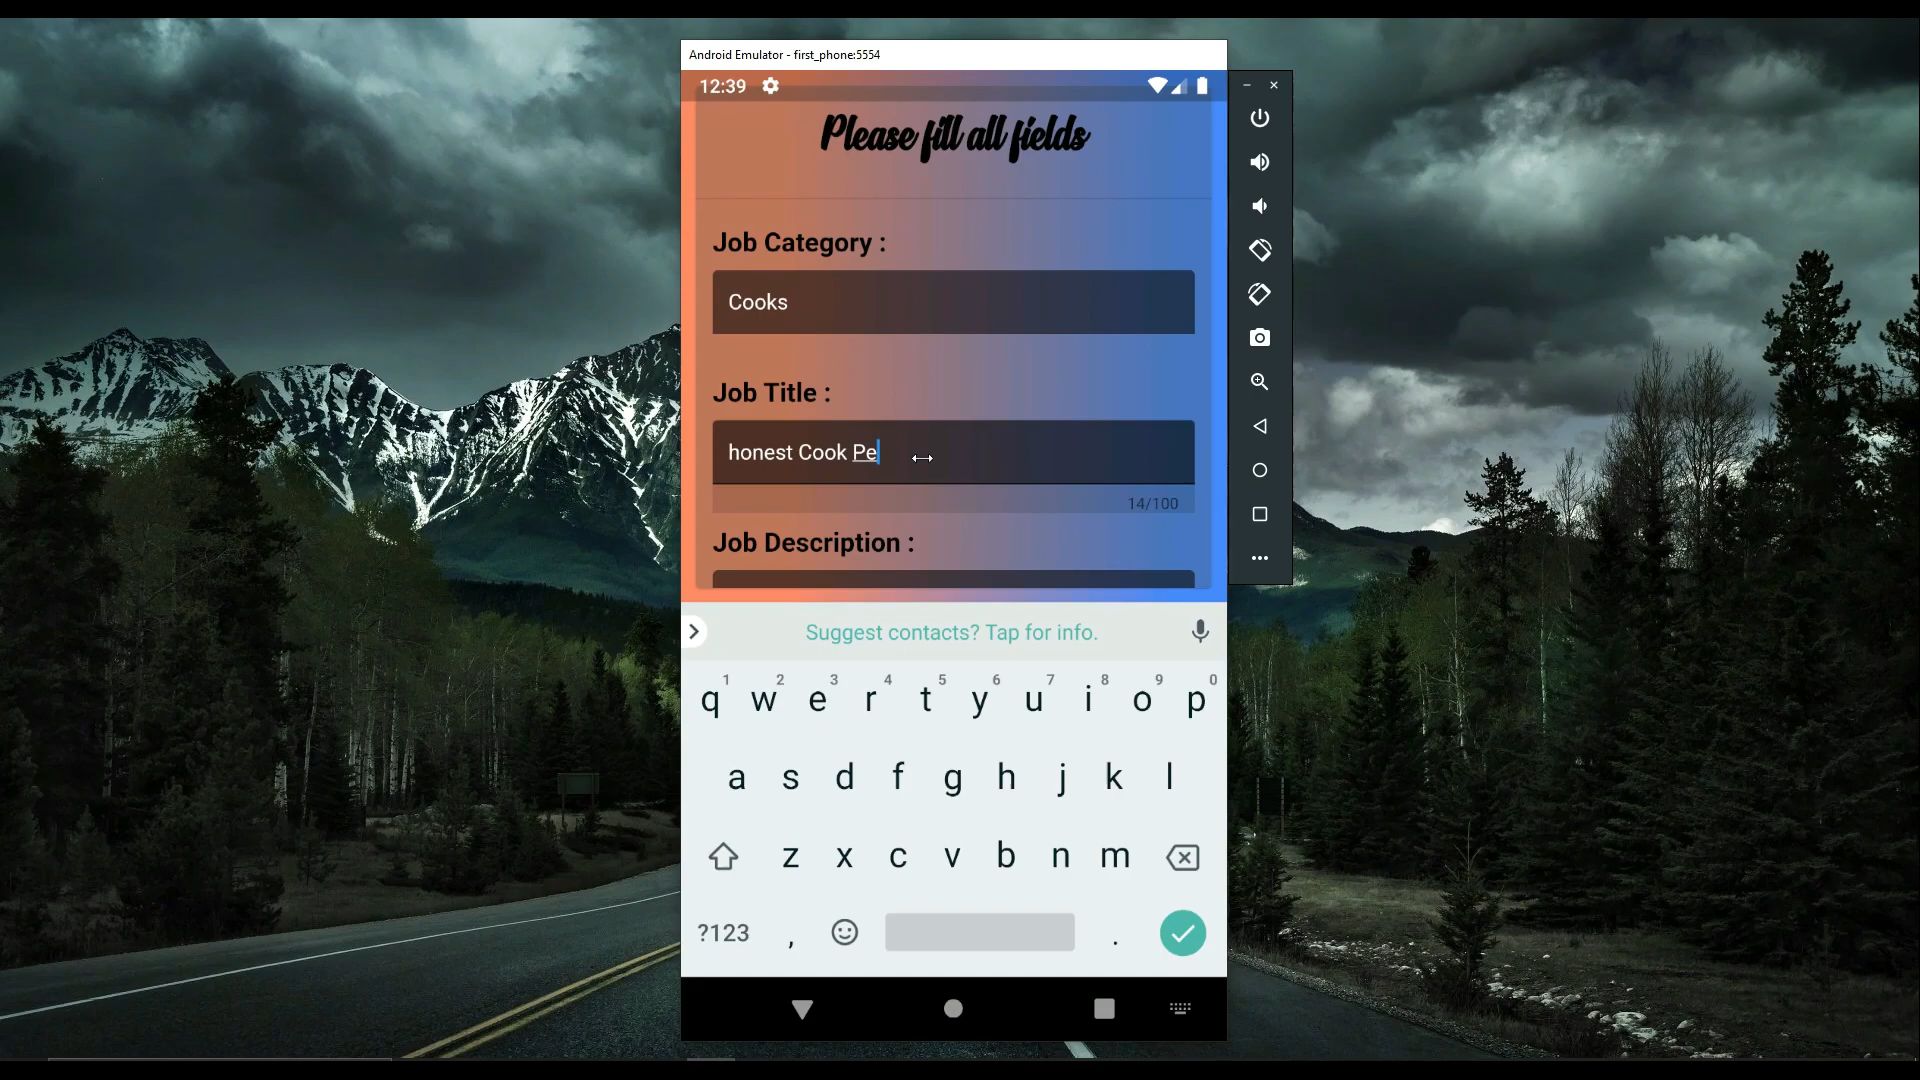 Android Emulator - first_phone:5554
12:39
Please fill all fields
Job Category :
Cooks
Job Title :
honest Cook Pe
14/100
Job Description :
Suggest contacts? Tap for info.
1 2 3 4 5 6 7 8 9 0
q w e r t y u i o p
a s d f g h j k l
z x c v b n m
?123 , .